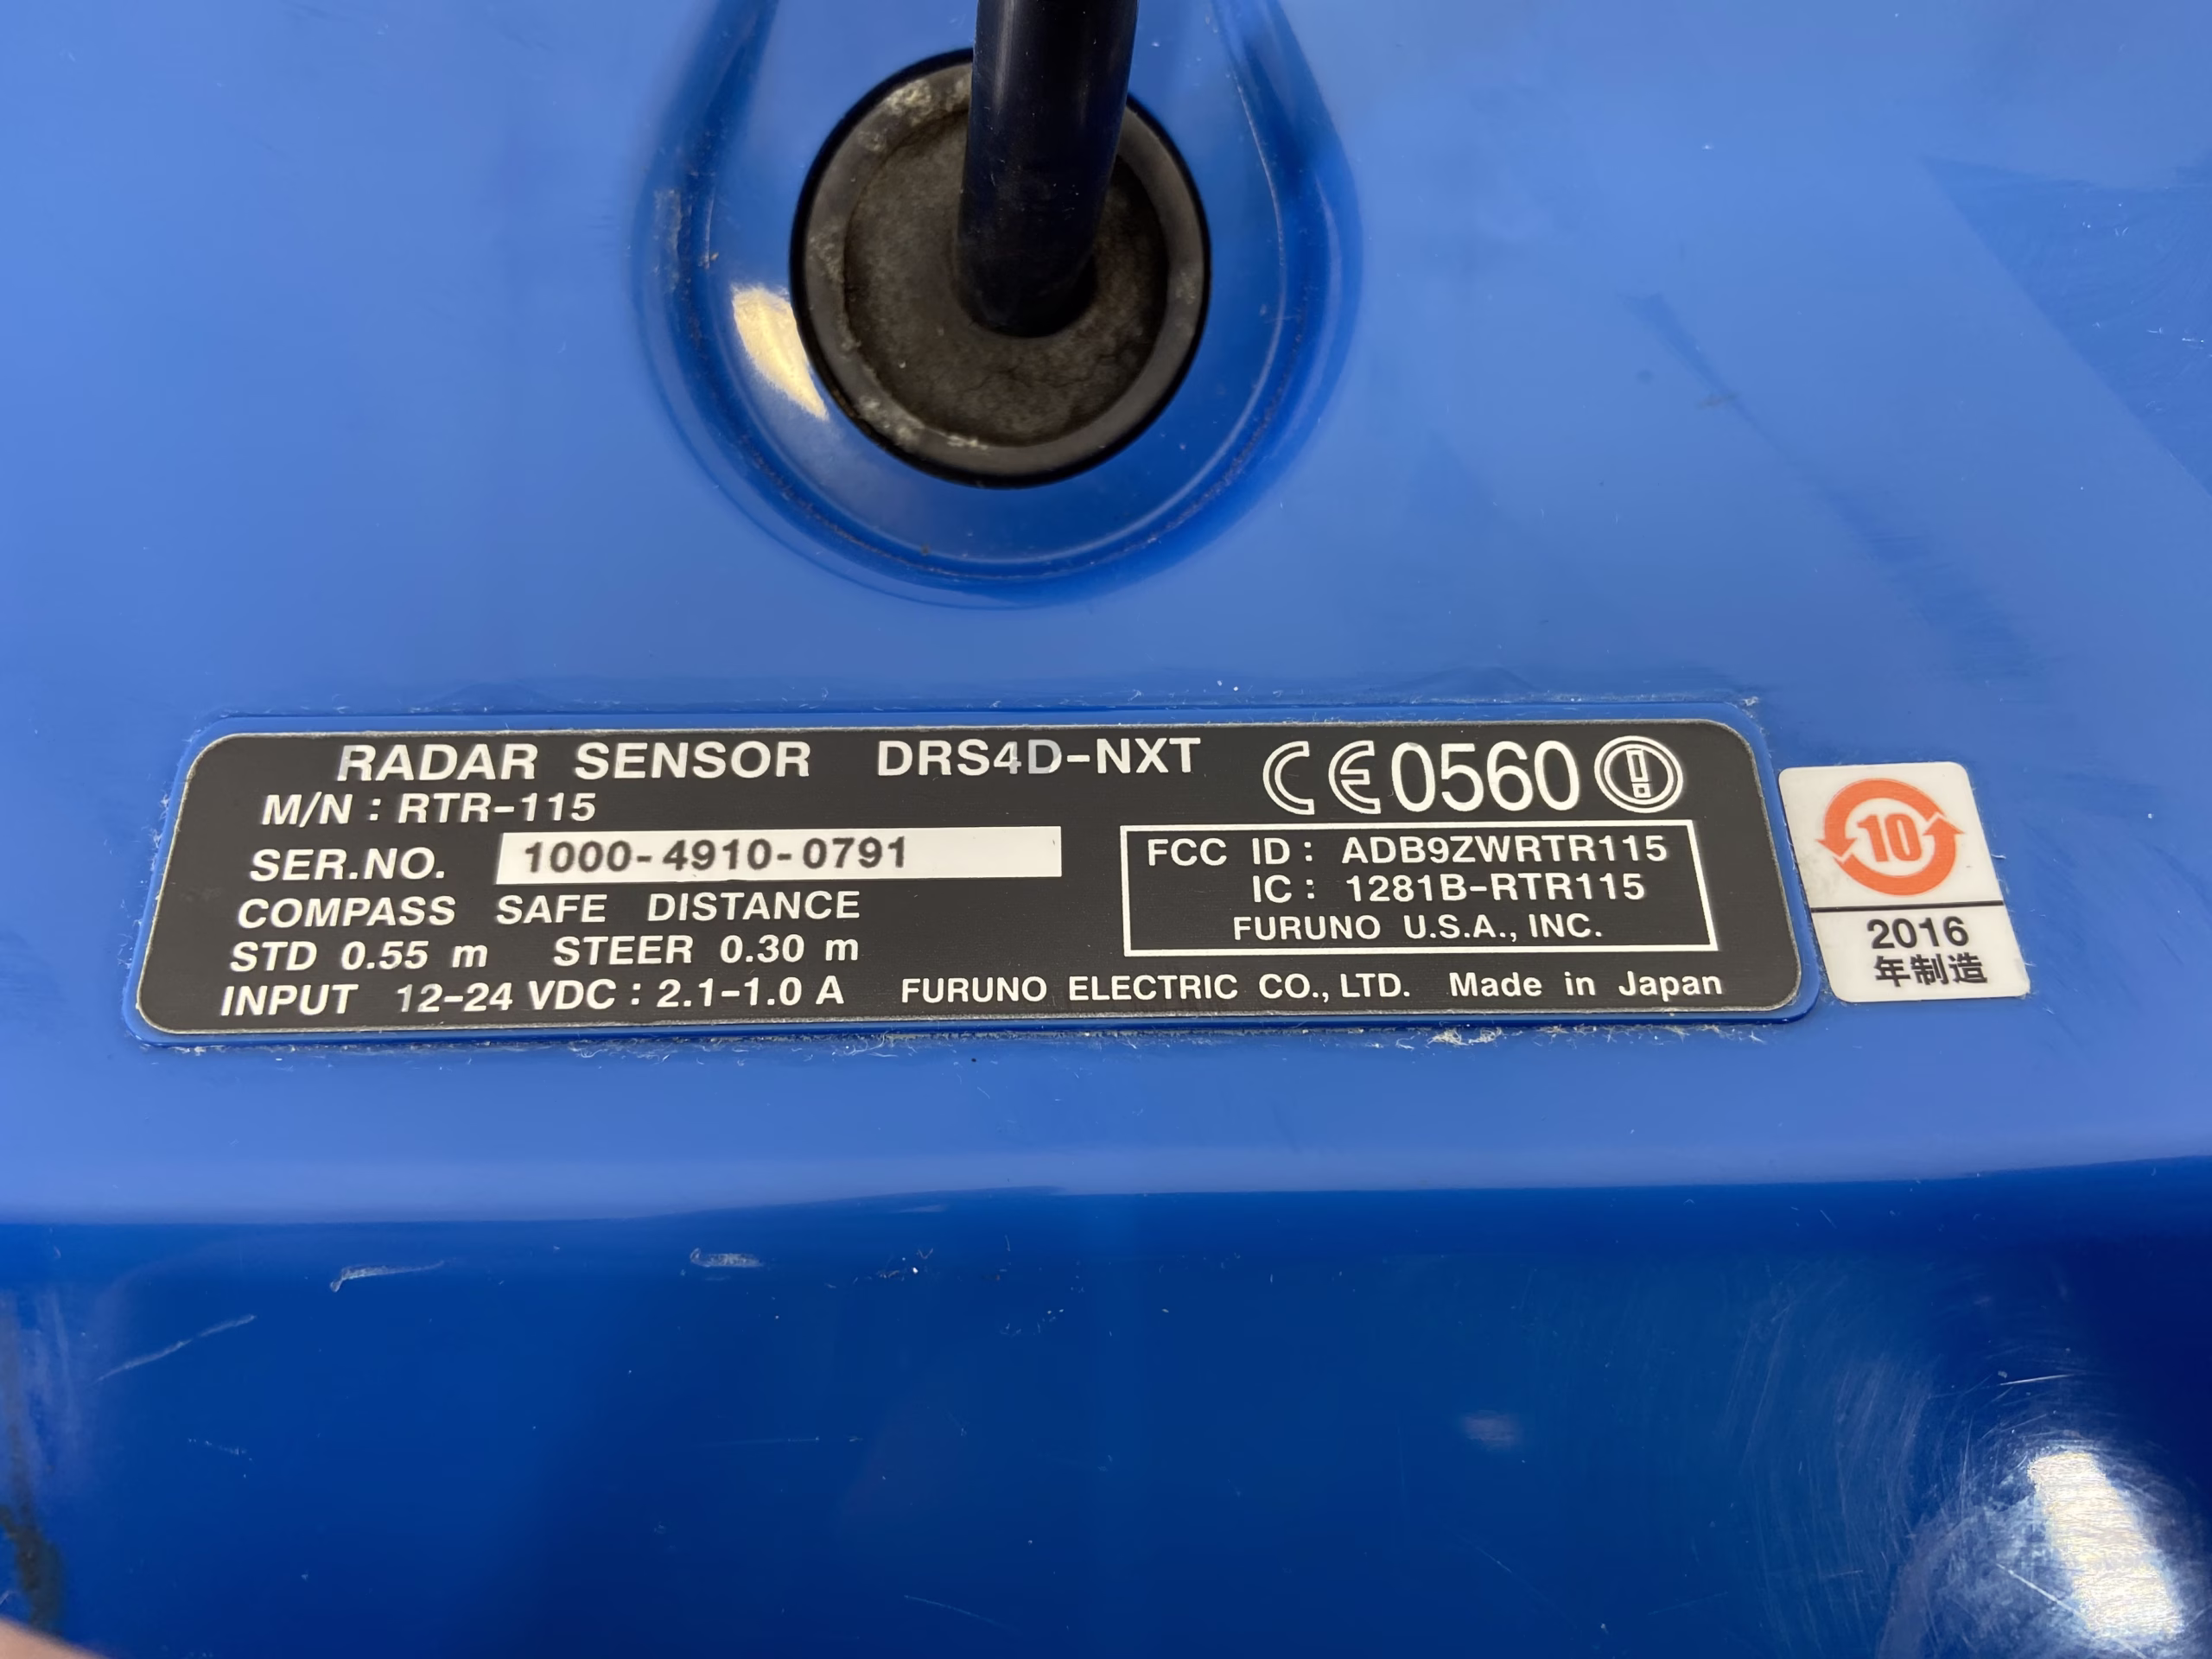 RADAR SENSOR DRS4D-NXT
CE0560
M/N : RTR-115
SER.NO. 1000-4910-0791
COMPASS SAFE DISTANCE
STD 0.55 m STEER 0.30 m
INPUT 12-24 VDC : 2.1-1.0 A
FCC ID : ADB9ZWRTR115
IC : 1281B-RTR115
FURUNO U.S.A., INC.
FURUNO ELECTRIC CO., LTD. Made in Japan
10
2016
年制造